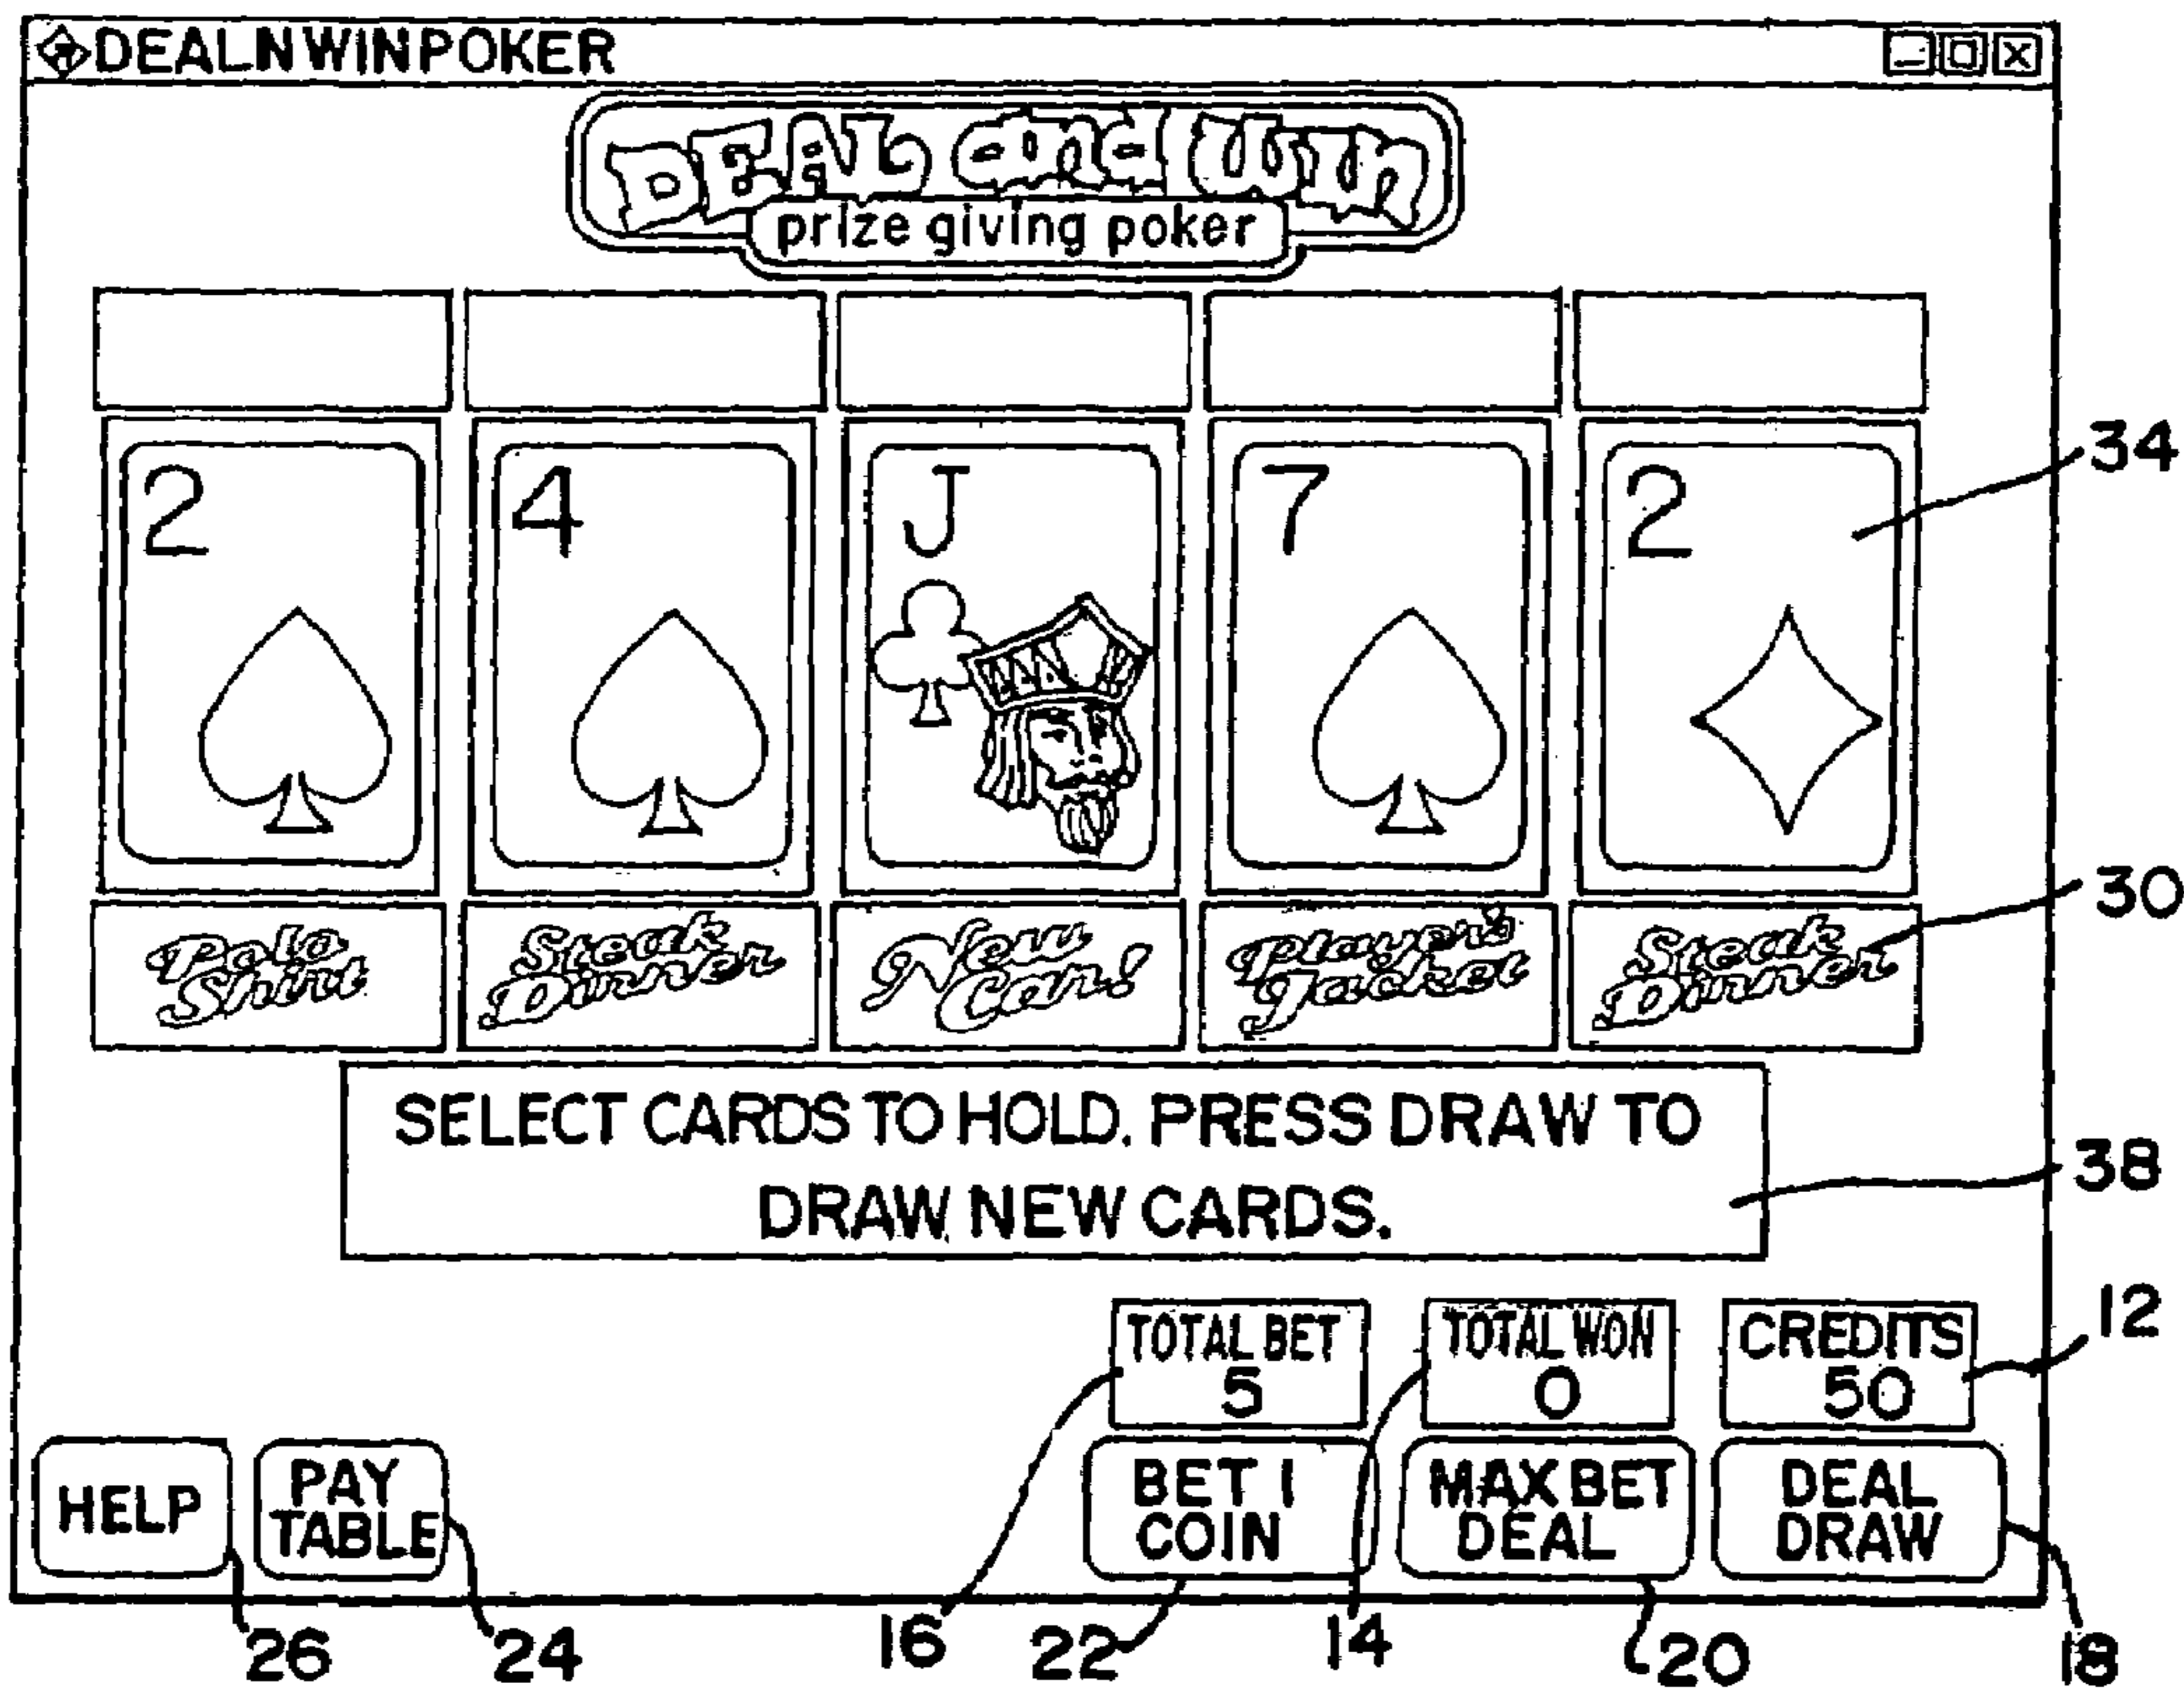 DEALNWINPOKER
DEAL and Win
prize giving poker
2 4 J 7 2
34
Polo Shirt
Steak Dinner
New Car!
Player's Jacket
Steak Dinner
30
SELECT CARDS TO HOLD. PRESS DRAW TO
DRAW NEW CARDS.
38
TOTAL BET
5
TOTAL WON
0
CREDITS
50
12
HELP
PAY
TABLE
BET 1
COIN
MAX BET
DEAL
DEAL
DRAW
26 24 16 22 14 20 18